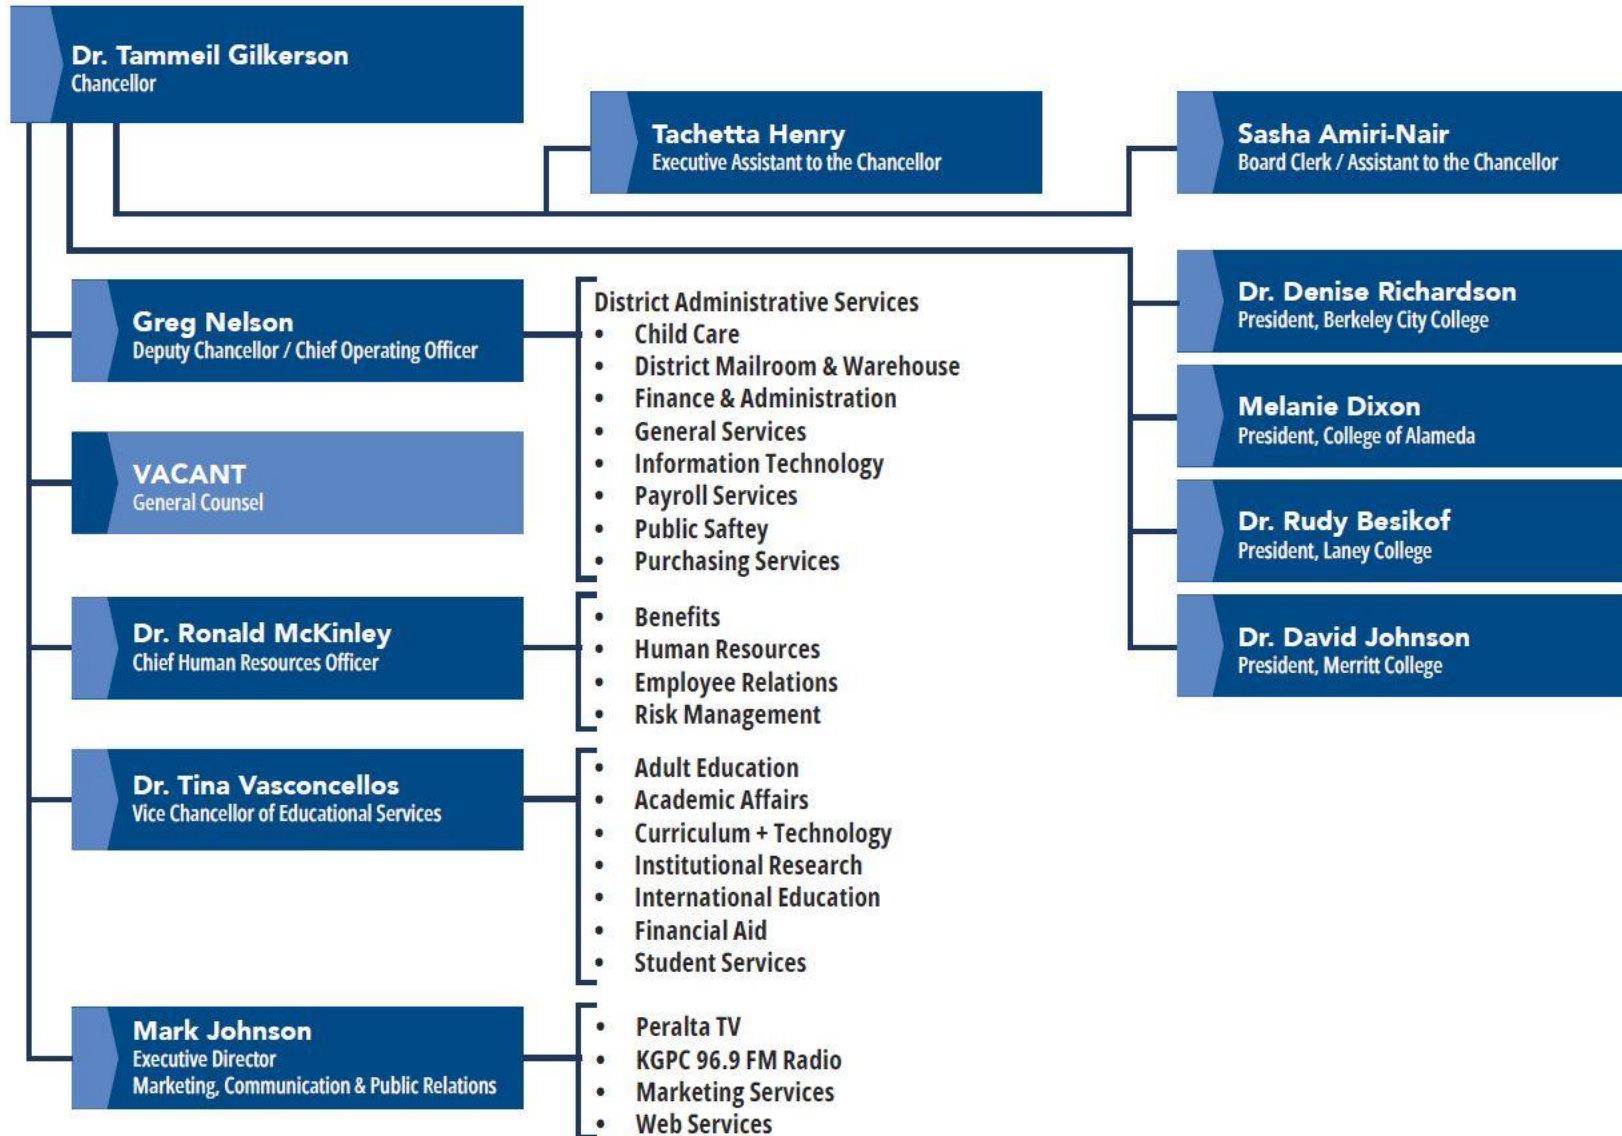 Dr. Tammeil Gilkerson
Chancellor
Tachetta Henry
Executive Assistant to the Chancellor
Sasha Amiri-Nair
Board Clerk / Assistant to the Chancellor
Greg Nelson
Deputy Chancellor / Chief Operating Officer
District Administrative Services
• Child Care
• District Mailroom & Warehouse
• Finance & Administration
• General Services
• Information Technology
• Payroll Services
• Public Saftey
• Purchasing Services
VACANT
General Counsel
Dr. Ronald McKinley
Chief Human Resources Officer
• Benefits
• Human Resources
• Employee Relations
• Risk Management
Dr. Tina Vasconcellos
Vice Chancellor of Educational Services
• Adult Education
• Academic Affairs
• Curriculum + Technology
• Institutional Research
• International Education
• Financial Aid
• Student Services
Mark Johnson
Executive Director
Marketing, Communication & Public Relations
• Peralta TV
• KGPC 96.9 FM Radio
• Marketing Services
• Web Services
Dr. Denise Richardson
President, Berkeley City College
Melanie Dixon
President, College of Alameda
Dr. Rudy Besikof
President, Laney College
Dr. David Johnson
President, Merritt College